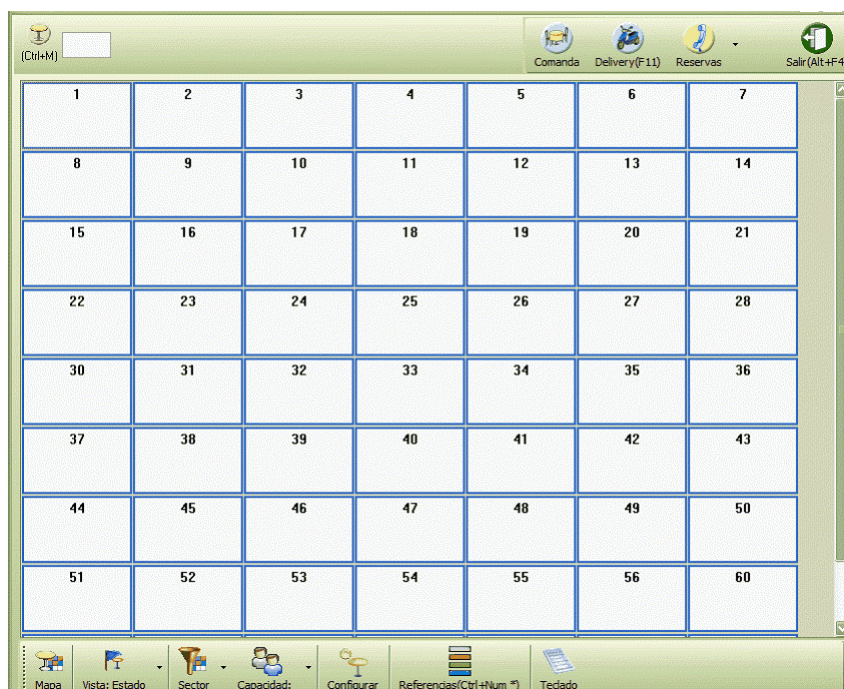 (Ctrl+M)
Comanda Delivery(F11) Reservas Salir(Alt+F4
1 2 3 4 5 6 7
8 9 10 11 12 13 14
15 16 17 18 19 20 21
22 23 24 25 26 27 28
30 31 32 33 34 35 36
37 38 39 40 41 42 43
44 45 46 47 48 49 50
51 52 53 54 55 56 60
Mapa Vista: Estado Sector Capacidad: Configurar Referencias(Ctrl+Num *) Teclado